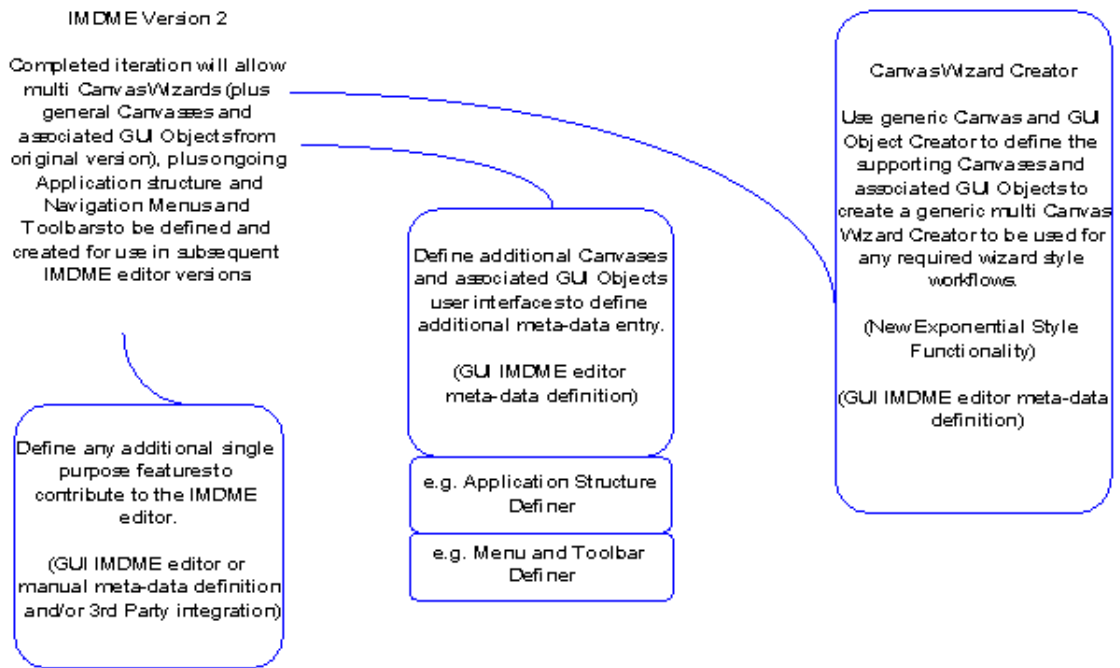 IMDME Version 2
Completed iteration will allow
multi Canvas Wizards (plus
general Canvasses and
associated GUI Objects from
original version), plus ongoing
Application structure and
Navigation Menus and
Toolbars to be defined and
created for use in subsequent
IMDME editor versions
Define any additional single
purpose features to
contribute to the IMDME
editor.
(GUI IMDME editor or
manual meta-data definition
and/or 3rd Party integration)
Define additional Canvases
and associated GUI Objects
user interfaces to define
additional meta-data entry.
(GUI IMDME editor
meta-data definition)
e.g. Application Structure
Definer
e.g. Menu and Toolbar
Definer
Canvas Wizard Creator
Use generic Canvas and GUI
Object Creator to define the
supporting Canvases and
associated GUI Objects to
create a generic multi Canvas
Wizard Creator to be used for
any required wizard style
workflows.
(New Exponential Style
Functionality)
(GUI IMDME editor meta-data
definition)